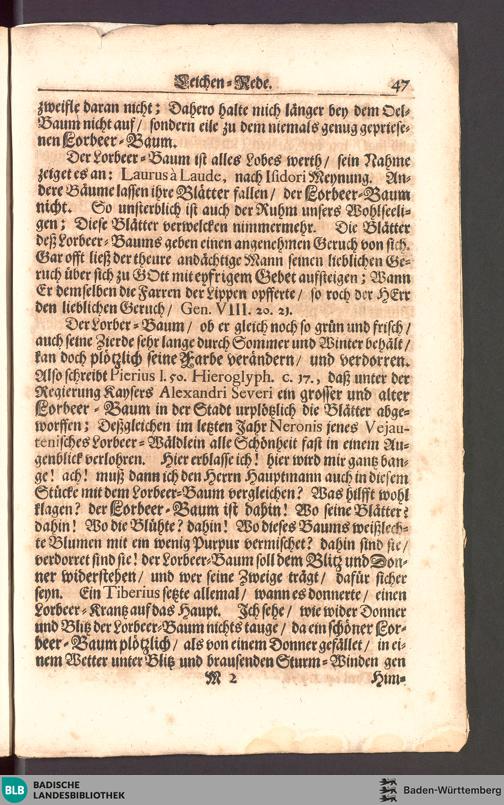 Leichen-Rede. 47
zweifle daran nicht; Dahero halte mich länger bey dem Oel-
Baum nicht auf/ sondern eile zu dem niemals genug gepriese-
nen Lorbeer-Baum.
Der Lorbeer-Baum ist alles Lobes werth/ sein Nahme
zeiget es an: Laurus à Laude, nach Isidori Meynung. An-
dere Bäume lassen ihre Blätter fallen/ der Lorbeer-Baum
nicht. So unsterblich ist auch der Ruhm unsers Wohlseeli-
gen; Diese Blätter verwelcken nimmermehr. Die Blätter
deß Lorbeer-Baums geben einen angenehmen Geruch von sich.
Gar offt ließ der theure andächtige Mann seinen lieblichen Ge-
ruch über sich zu GOtt mit eyfrigem Gebet aufsteigen; Wann
Er demselben die Farren der Lippen opfferte/ so roch der HErr
den lieblichen Geruch/ Gen. VIII. 20. 21.
Der Lorber-Baum/ ob er gleich noch so grün und frisch/
auch seine Zierde sehr lange durch Sommer und Winter behält/
kan doch plötzlich seine Farbe verändern/ und verdorren.
Also schreibt Pierius l. 50. Hieroglyph. c. 37., daß unter der
Regierung Kaysers Alexandri Severi ein grosser und alter
Lorbeer-Baum in der Stadt urplötzlich die Blätter abge-
worffen; Deßgleichen im letzten Jahr Neronis jenes Vejau-
tenisches Lorbeer-Wäldlein alle Schönheit fast in einem Au-
genblick verlohren. Hier erblasse ich! hier wird mir gantz ban-
ge! ach! muß dann ich den Herrn Hauptmann auch in diesem
Stücke mit dem Lorbeer-Baum vergleichen? Was hilfft wohl
klagen? der Lorbeer-Baum ist dahin! Wo seine Blätter?
dahin! Wo die Blühte? dahin! Wo dieses Baums weißlech-
te Blumen mit ein wenig Purpur vermischet? dahin sind sie/
verdorret sind sie! der Lorbeer-Baum soll dem Blitz und Don-
ner widerstehen/ und wer seine Zweige trägt/ dafür sicher
seyn. Ein Tiberius setzte allemal/ wann es donnerte/ einen
Lorbeer-Krantz auf das Haupt. Ich sehe/ wie wider Donner
und Blitz der Lorbeer-Baum nichts tauge/ da ein schöner Lor-
beer-Baum plötzlich/ als von einem Donner gefället/ in ei-
nem Wetter unter Blitz und brausenden Sturm-Winden gen
M 2 Him-
BLB BADISCHE
LANDESBIBLIOTHEK
Baden-Württemberg